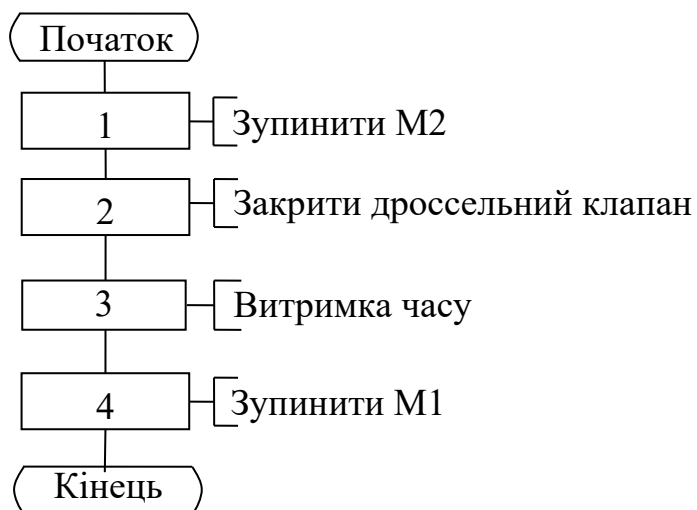 Початок
1 Зупинити М2
2 Закрити дроссельний клапан
3 Витримка часу
4 Зупинити М1
Кінець